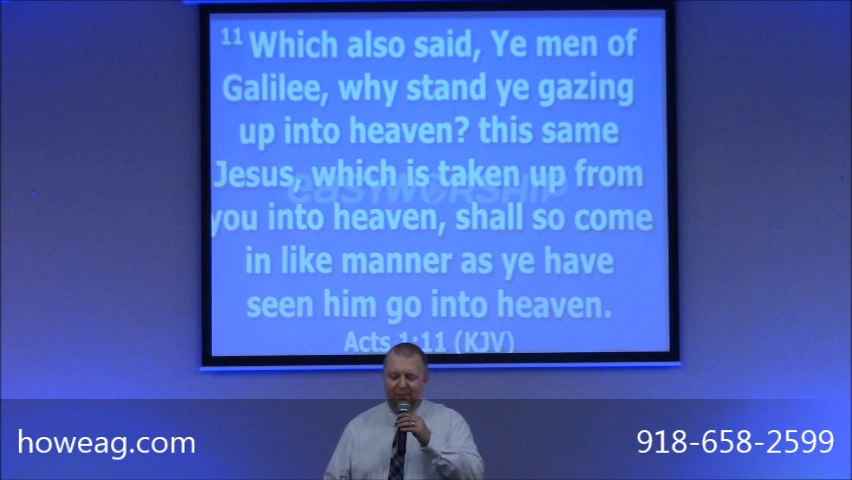 11 Which also said, Ye men of
Galilee, why stand ye gazing
up into heaven? this same
Jesus, which is taken up from
you into heaven, shall so come
in like manner as ye have
seen him go into heaven.
Acts 1:11 (KJV)
easyworship
howeag.com
918-658-2599